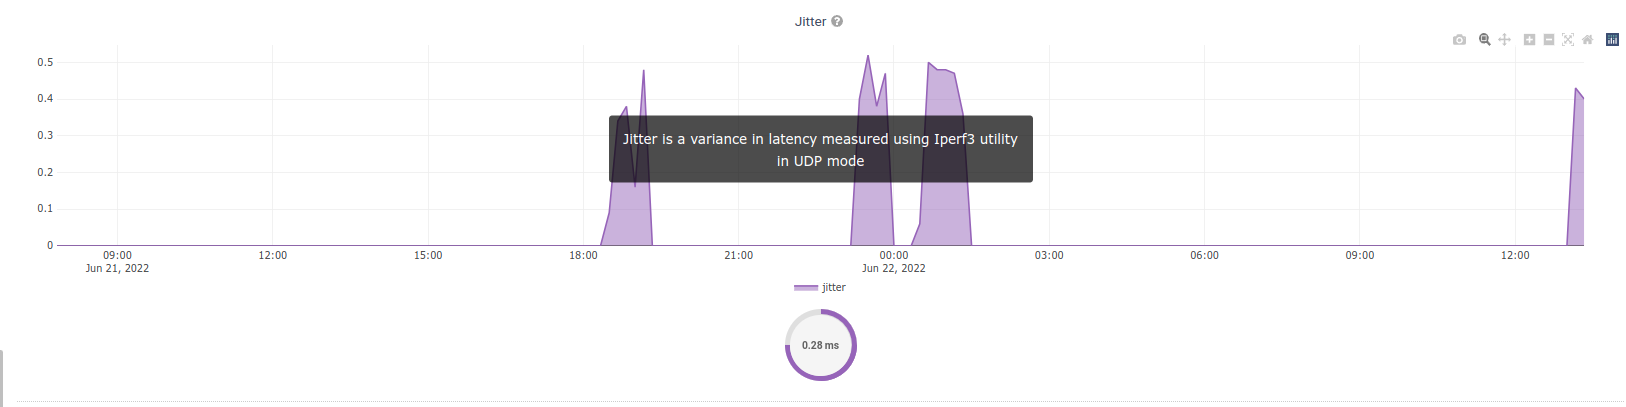 Jitter ?
0.5
0.4
0.3
0.2
0.1
0
Jitter is a variance in latency measured using Iperf3 utility
in UDP mode
09:00 12:00 15:00 18:00 21:00 00:00 03:00 06:00 09:00 12:00
Jun 21, 2022 Jun 22, 2022
jitter
0.28 ms